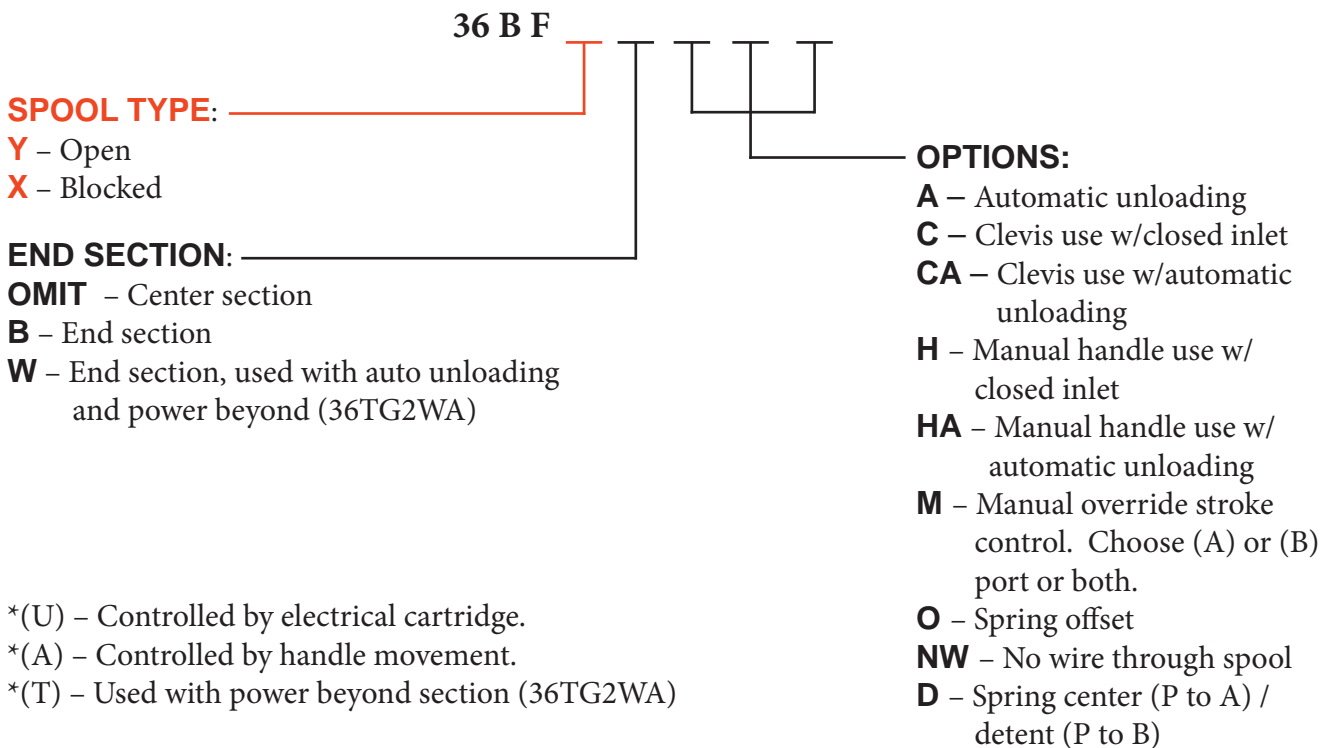 36 B F
SPOOL TYPE:
Y – Open
X – Blocked
END SECTION:
OMIT – Center section
B – End section
W – End section, used with auto unloading
and power beyond (36TG2WA)
*(U) – Controlled by electrical cartridge.
*(A) – Controlled by handle movement.
*(T) – Used with power beyond section (36TG2WA)
OPTIONS:
A – Automatic unloading
C – Clevis use w/closed inlet
CA – Clevis use w/automatic
unloading
H – Manual handle use w/
closed inlet
HA – Manual handle use w/
automatic unloading
M – Manual override stroke
control. Choose (A) or (B)
port or both.
O – Spring offset
NW – No wire through spool
D – Spring center (P to A) /
detent (P to B)